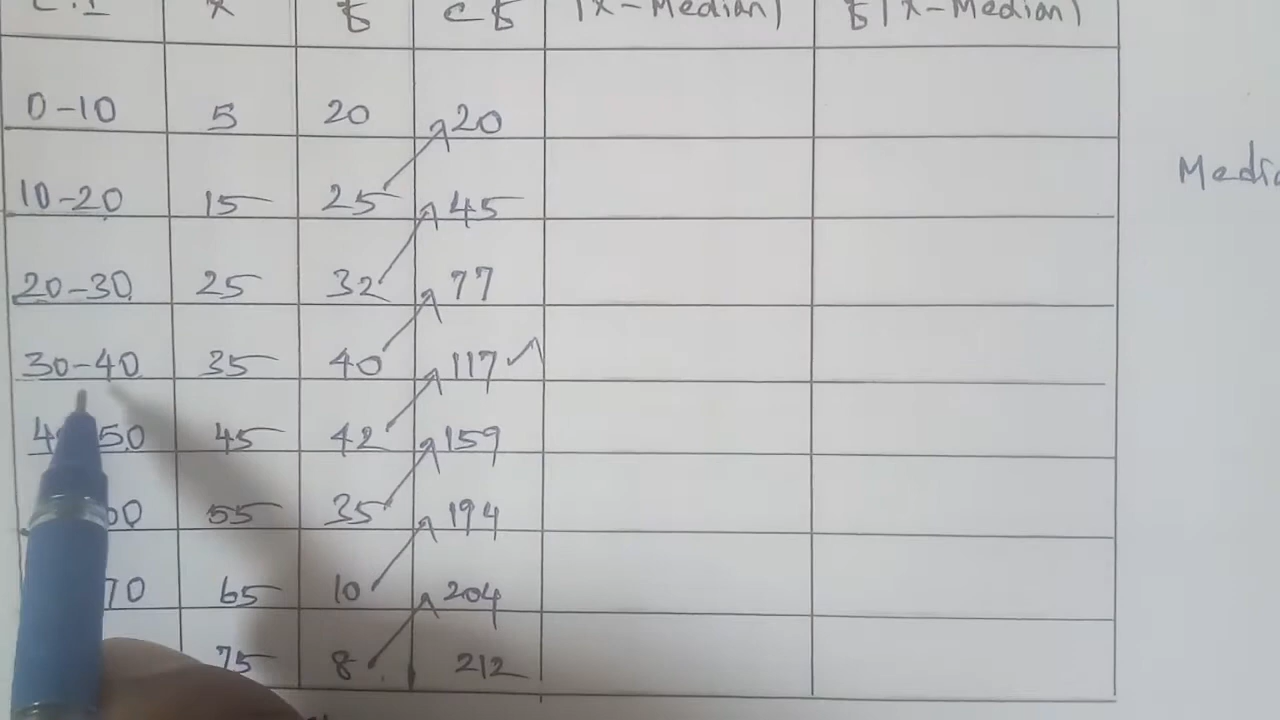 C.I x f cf |x-Median| f|x-Median|
0-10 5 20 20
Media
10-20 15 25 45
20-30 25 32 77
30-40 35 40 117
45 42 159
55 35 194
65 10 204
75 8 212